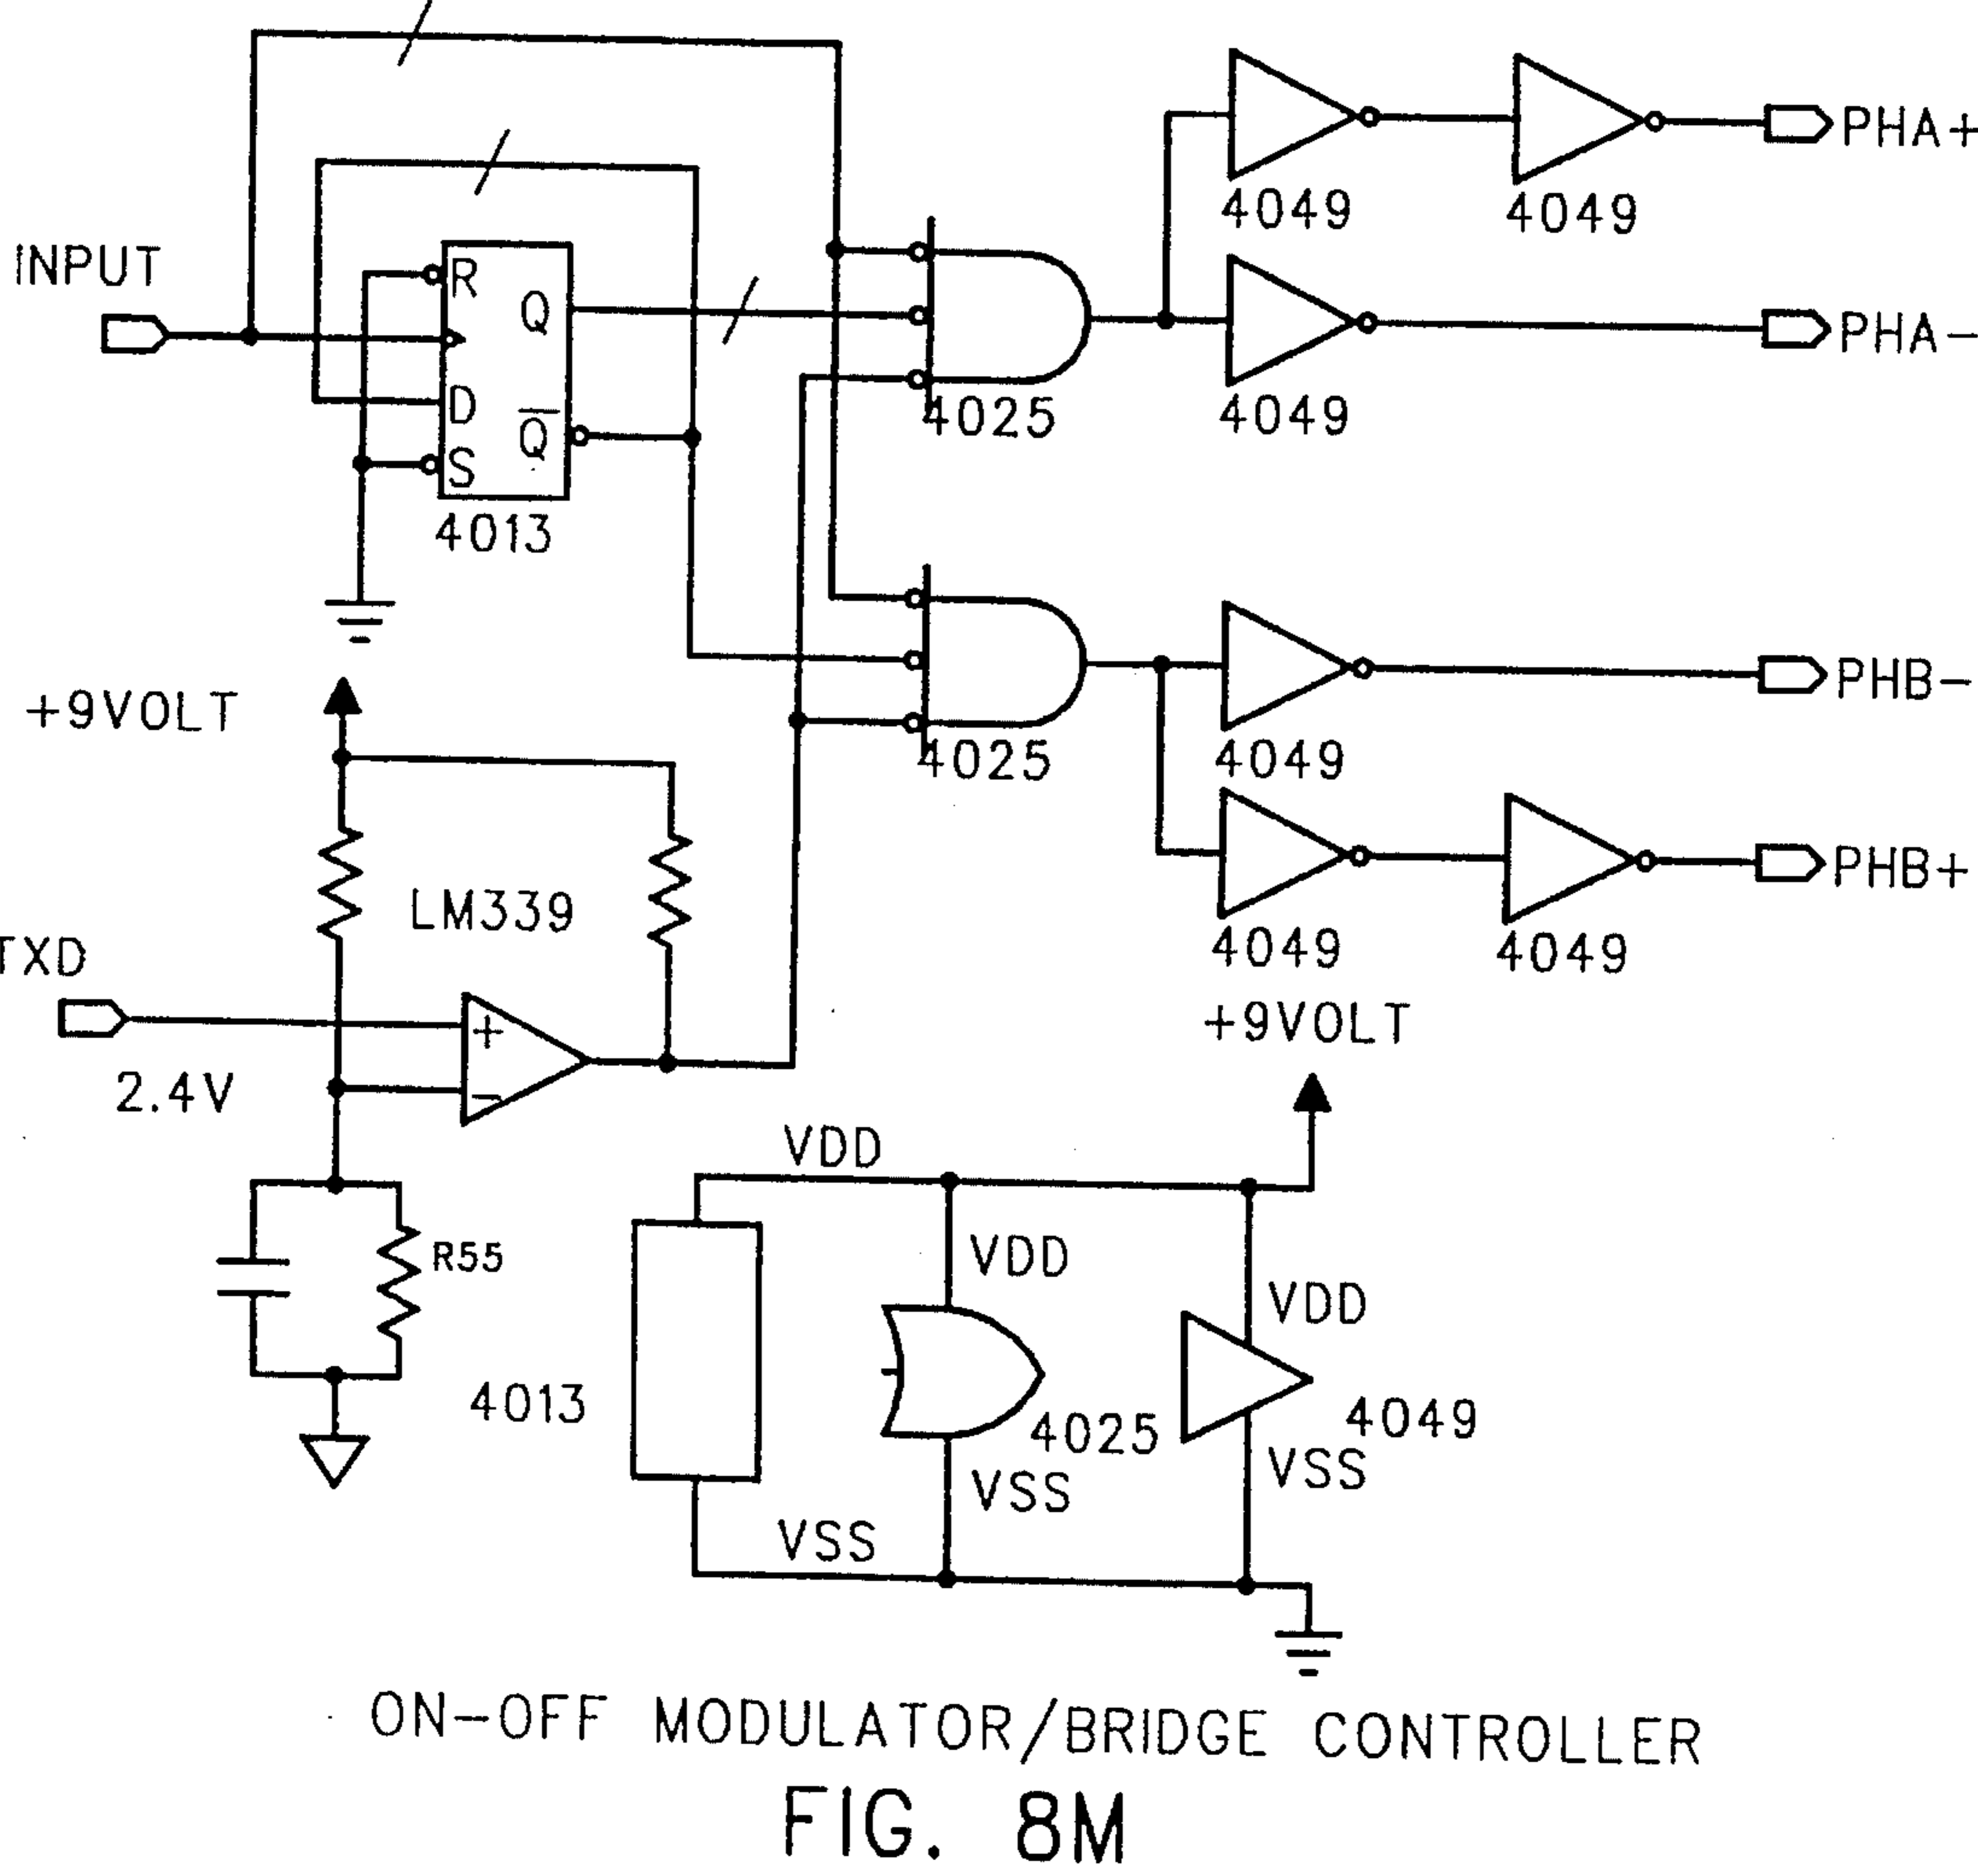 PHA+
4049
4049
INPUT
R
Q
PHA-
D
4025
4049
Q
S
4013
+9VOLT
PHB-
4025
4049
LM339
PHB+
TXD
4049
4049
+
+9VOLT
2.4V
-
VDD
R55
VDD
VDD
4013
4025
4049
VSS
VSS
VSS
ON-OFF MODULATOR/BRIDGE CONTROLLER
FIG. 8M